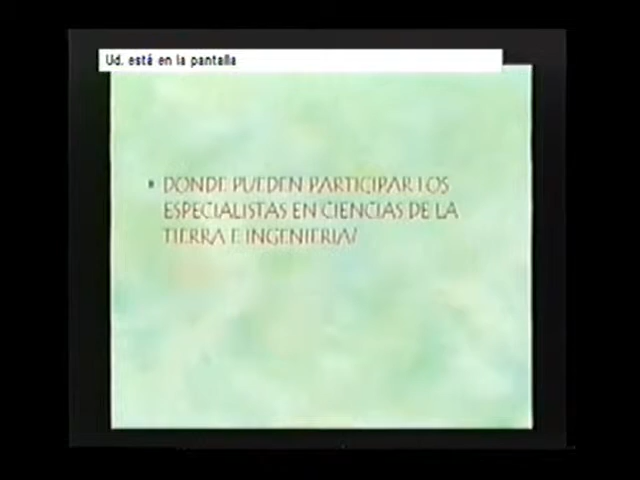 Ud. está en la pantalla
• DONDE PUEDEN PARTICIPAR LOS
ESPECIALISTAS EN CIENCIAS DE LA
TIERRA E INGENIERIA?